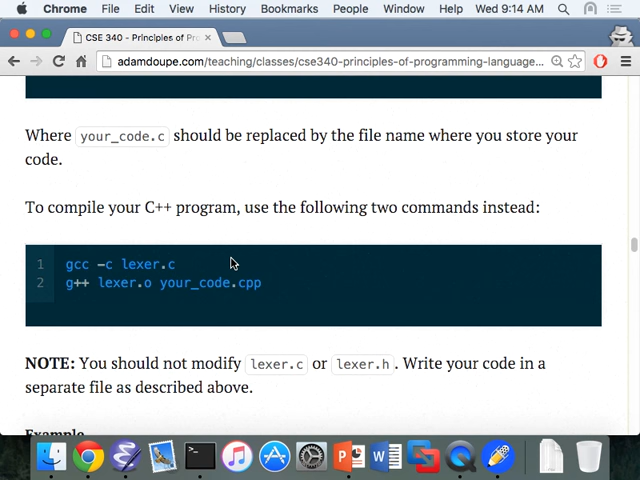 Chrome File Edit View History Bookmarks People Window Help Wed 9:14 AM
CSE 340 - Principles of Pro
adamdoupe.com/teaching/classes/cse340-principles-of-programming-language...
Where your_code.c should be replaced by the file name where you store your
code.
To compile your C++ program, use the following two commands instead:
1 gcc -c lexer.c
2 g++ lexer.o your_code.cpp
NOTE: You should not modify lexer.c or lexer.h. Write your code in a
separate file as described above.
Example